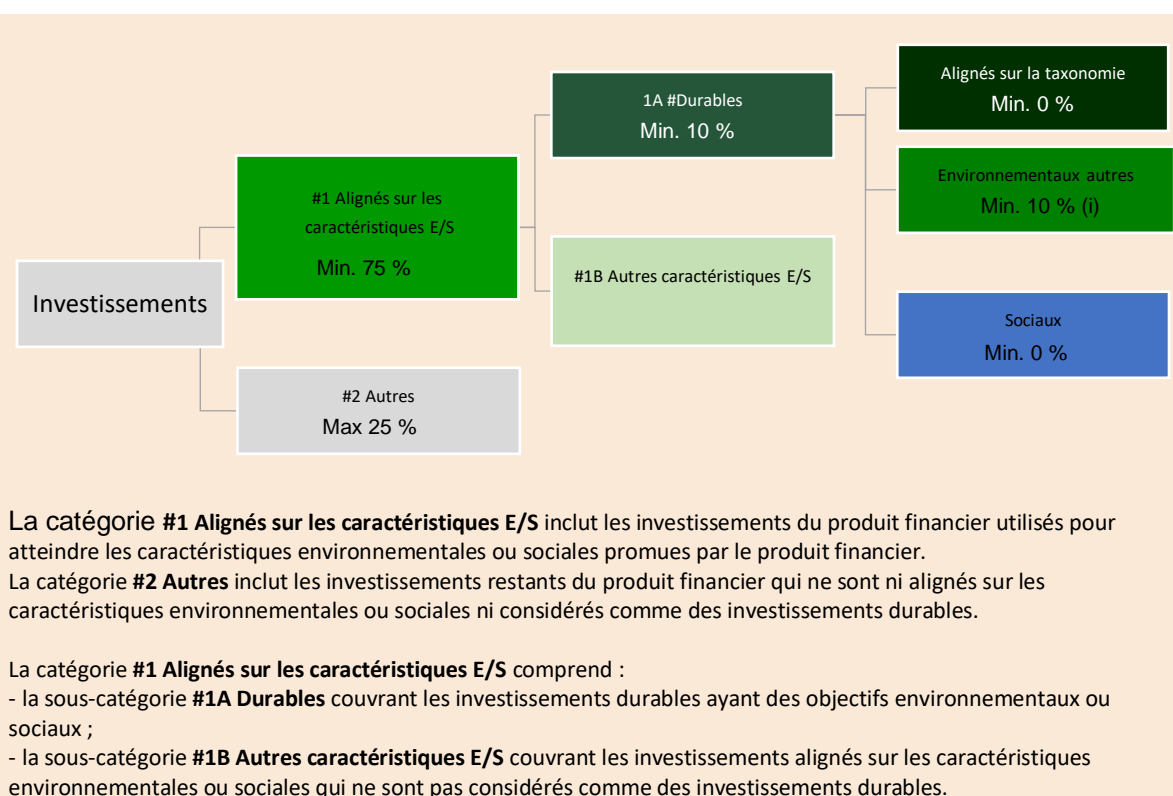 Investissements
#1 Alignés sur les
caractéristiques E/S
Min. 75 %
#2 Autres
Max 25 %
1A #Durables
Min. 10 %
#1B Autres caractéristiques E/S
Alignés sur la taxonomie
Min. 0 %
Environnementaux autres
Min. 10 % (i)
Sociaux
Min. 0 %
La catégorie #1 Alignés sur les caractéristiques E/S inclut les investissements du produit financier utilisés pour
atteindre les caractéristiques environnementales ou sociales promues par le produit financier.
La catégorie #2 Autres inclut les investissements restants du produit financier qui ne sont ni alignés sur les
caractéristiques environnementales ou sociales ni considérés comme des investissements durables.
La catégorie #1 Alignés sur les caractéristiques E/S comprend :
- la sous-catégorie #1A Durables couvrant les investissements durables ayant des objectifs environnementaux ou
sociaux ;
- la sous-catégorie #1B Autres caractéristiques E/S couvrant les investissements alignés sur les caractéristiques
environnementales ou sociales qui ne sont pas considérés comme des investissements durables.